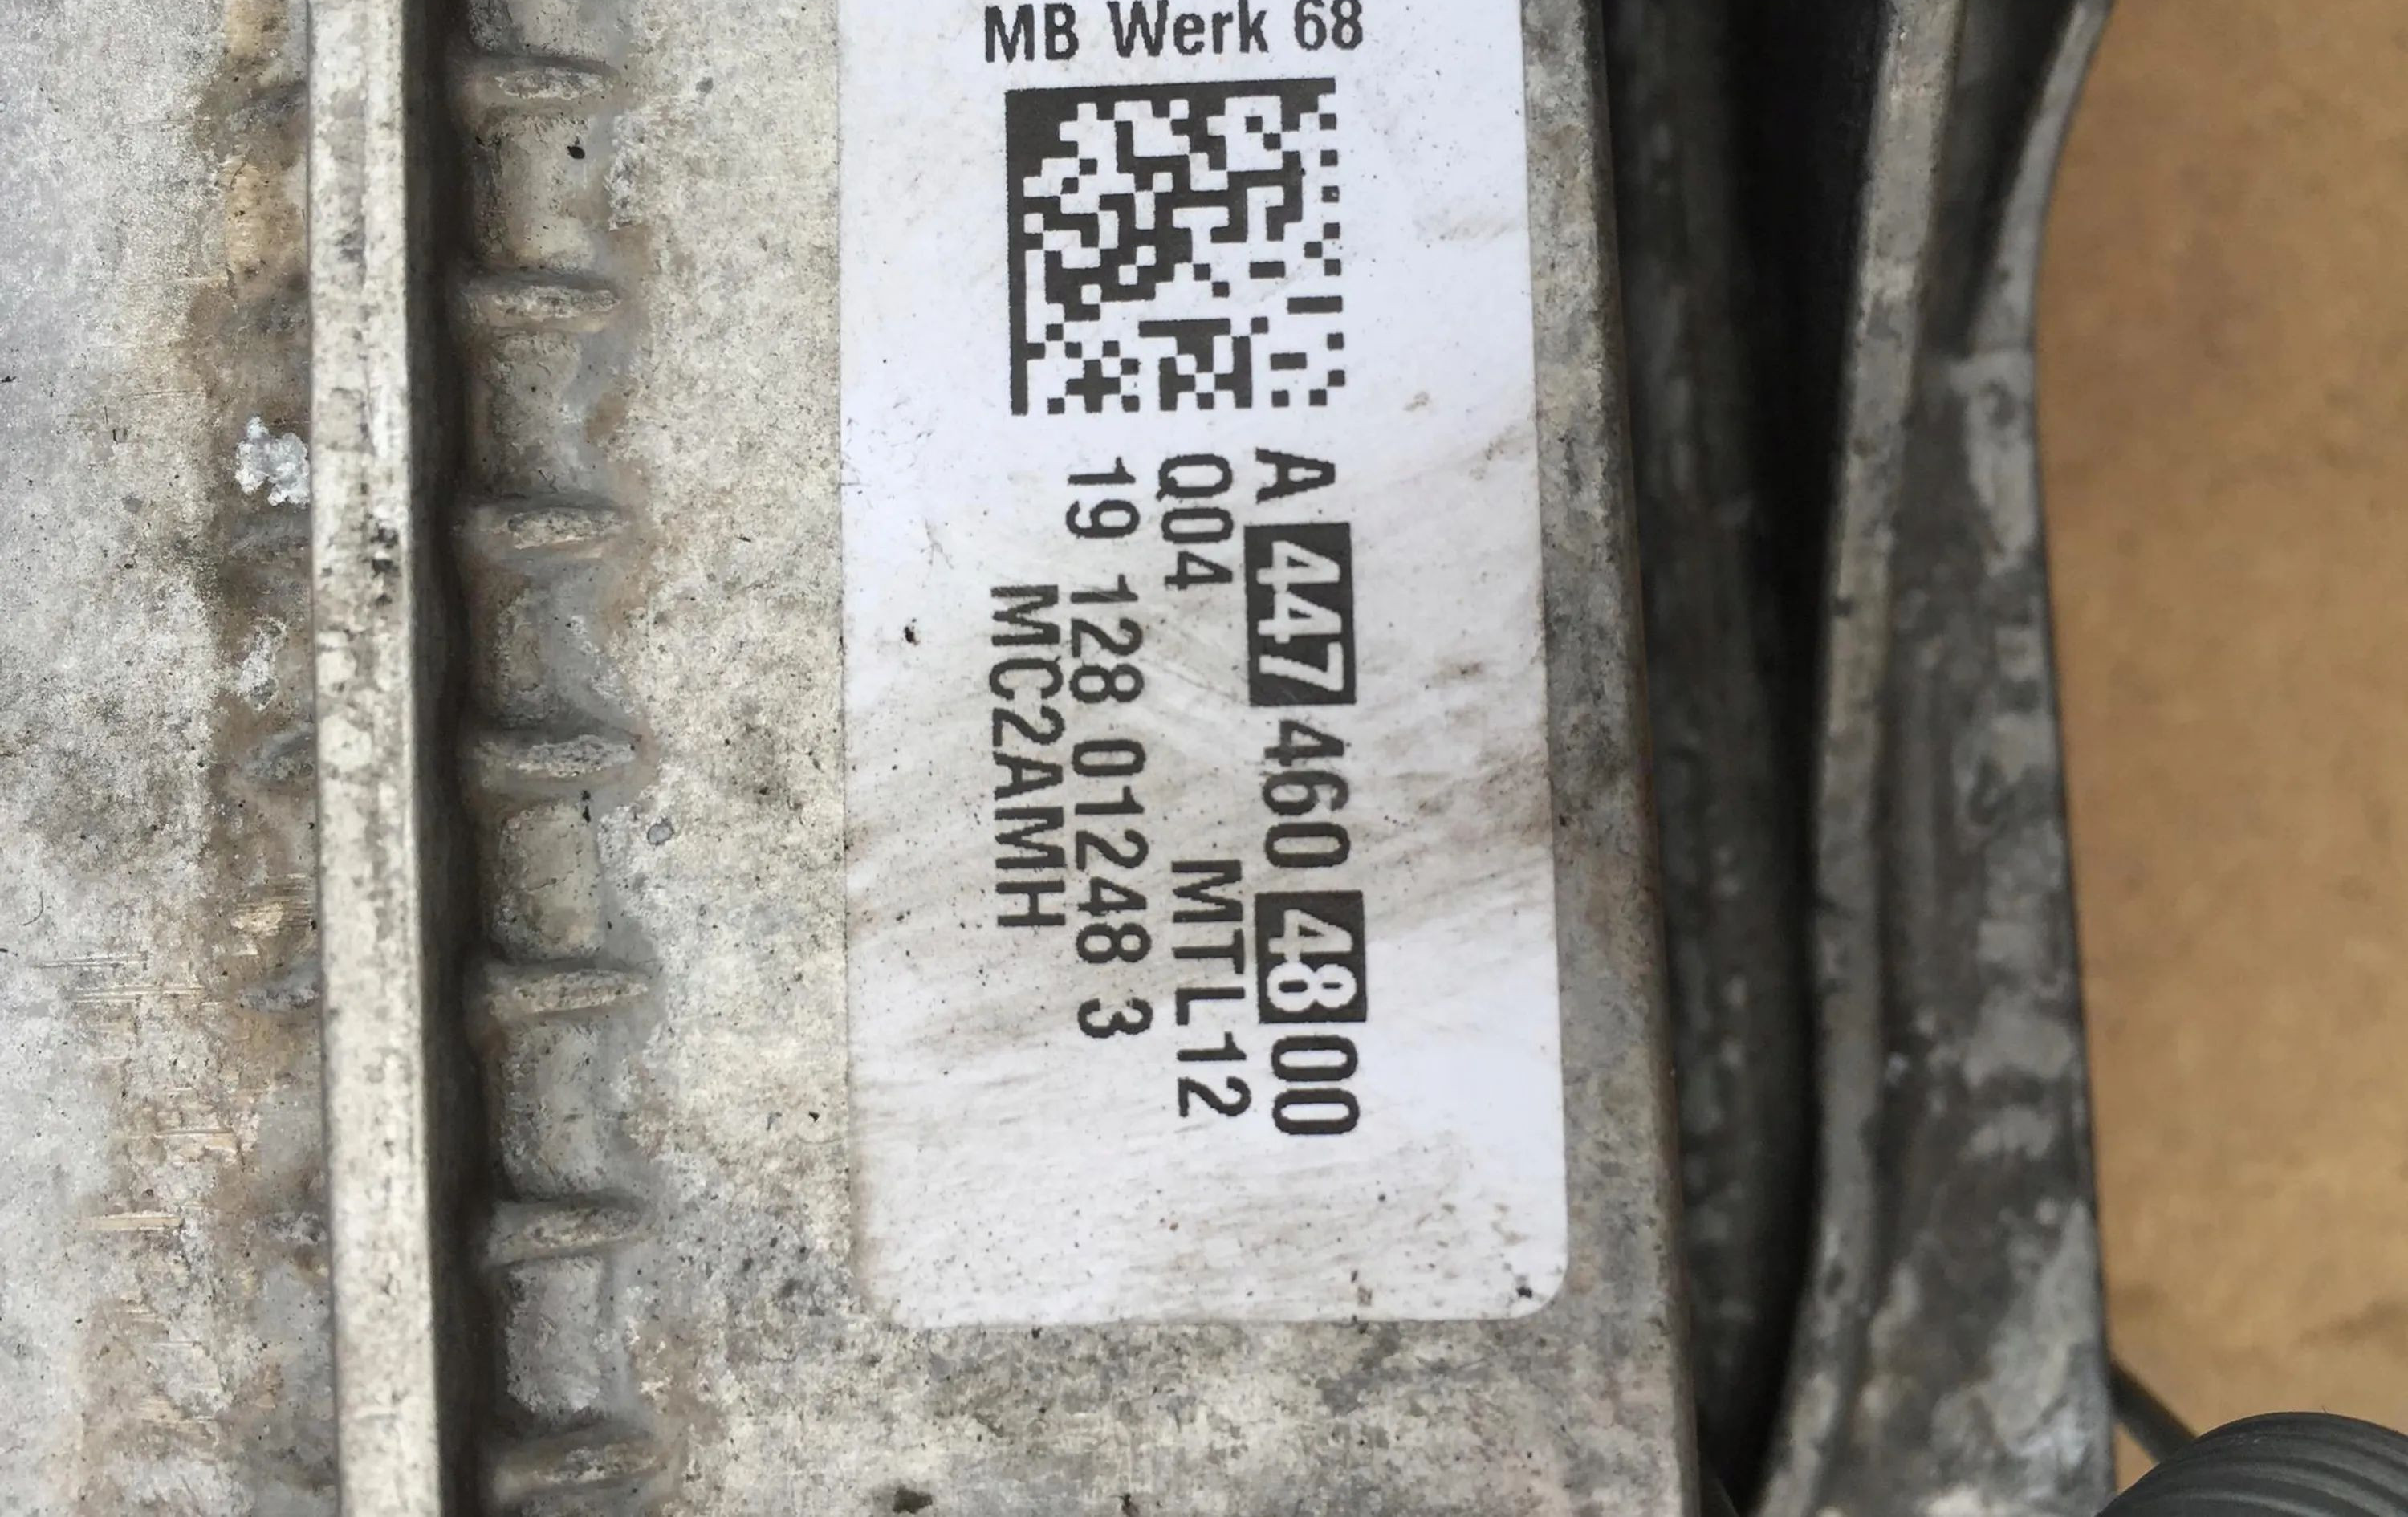 MB Werk 68
A 447 460 48 00
Q04 MTL12
19 128 01248 3
MC2AMH